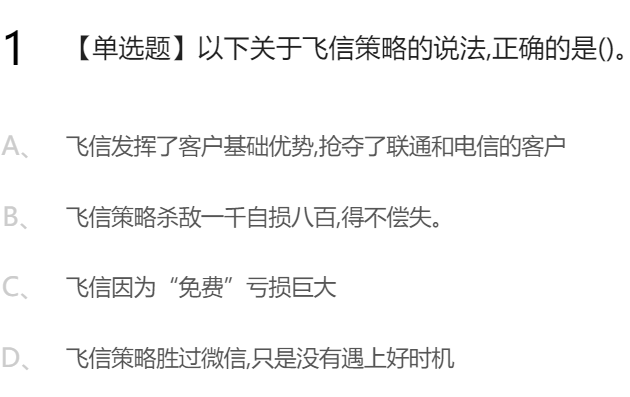 1 【单选题】以下关于飞信策略的说法,正确的是()。
A、 飞信发挥了客户基础优势,抢夺了联通和电信的客户
B、 飞信策略杀敌一千自损八百,得不偿失。
C、 飞信因为“免费”亏损巨大
D、 飞信策略胜过微信,只是没有遇上好时机